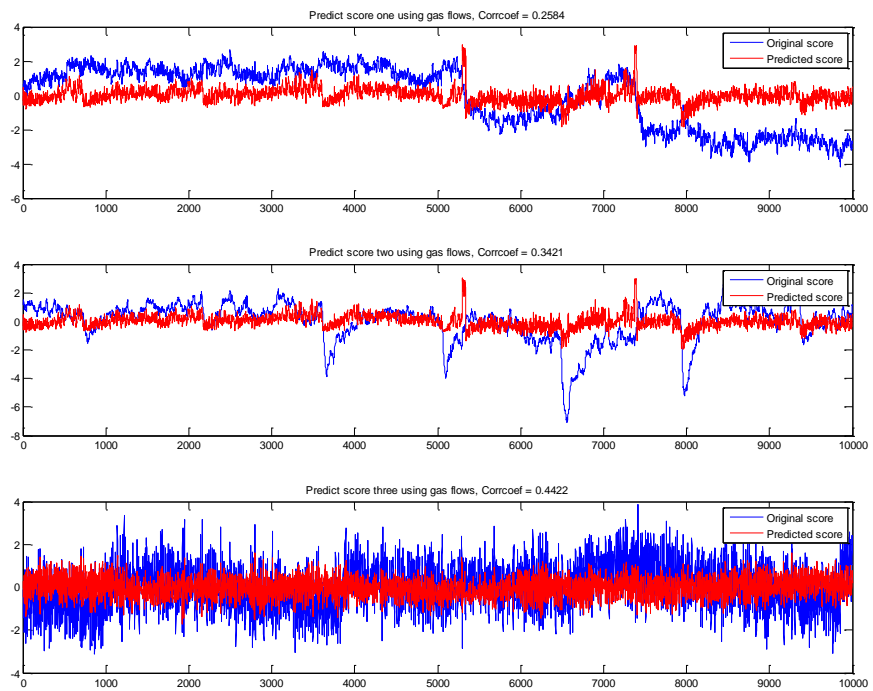 Predict score one using gas flows, Corrcoef = 0.2584
4
2
0
-2
-4
-6
Original score
Predicted score
0 1000 2000 3000 4000 5000 6000 7000 8000 9000 10000
Predict score two using gas flows, Corrcoef = 0.3421
4
2
0
-2
-4
-6
-8
Original score
Predicted score
0 1000 2000 3000 4000 5000 6000 7000 8000 9000 10000
Predict score three using gas flows, Corrcoef = 0.4422
4
2
0
-2
-4
Original score
Predicted score
0 1000 2000 3000 4000 5000 6000 7000 8000 9000 10000